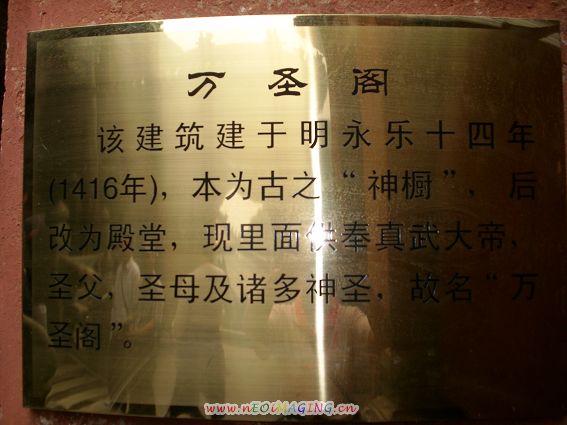 万圣阁
该建筑建于明永乐十四年
(1416年)，本为古之“神橱”，后
改为殿堂，现里面供奉真武大帝，
圣父，圣母及诸多神圣，故名“万
圣阁”。
www.nEOiMAGING.cn